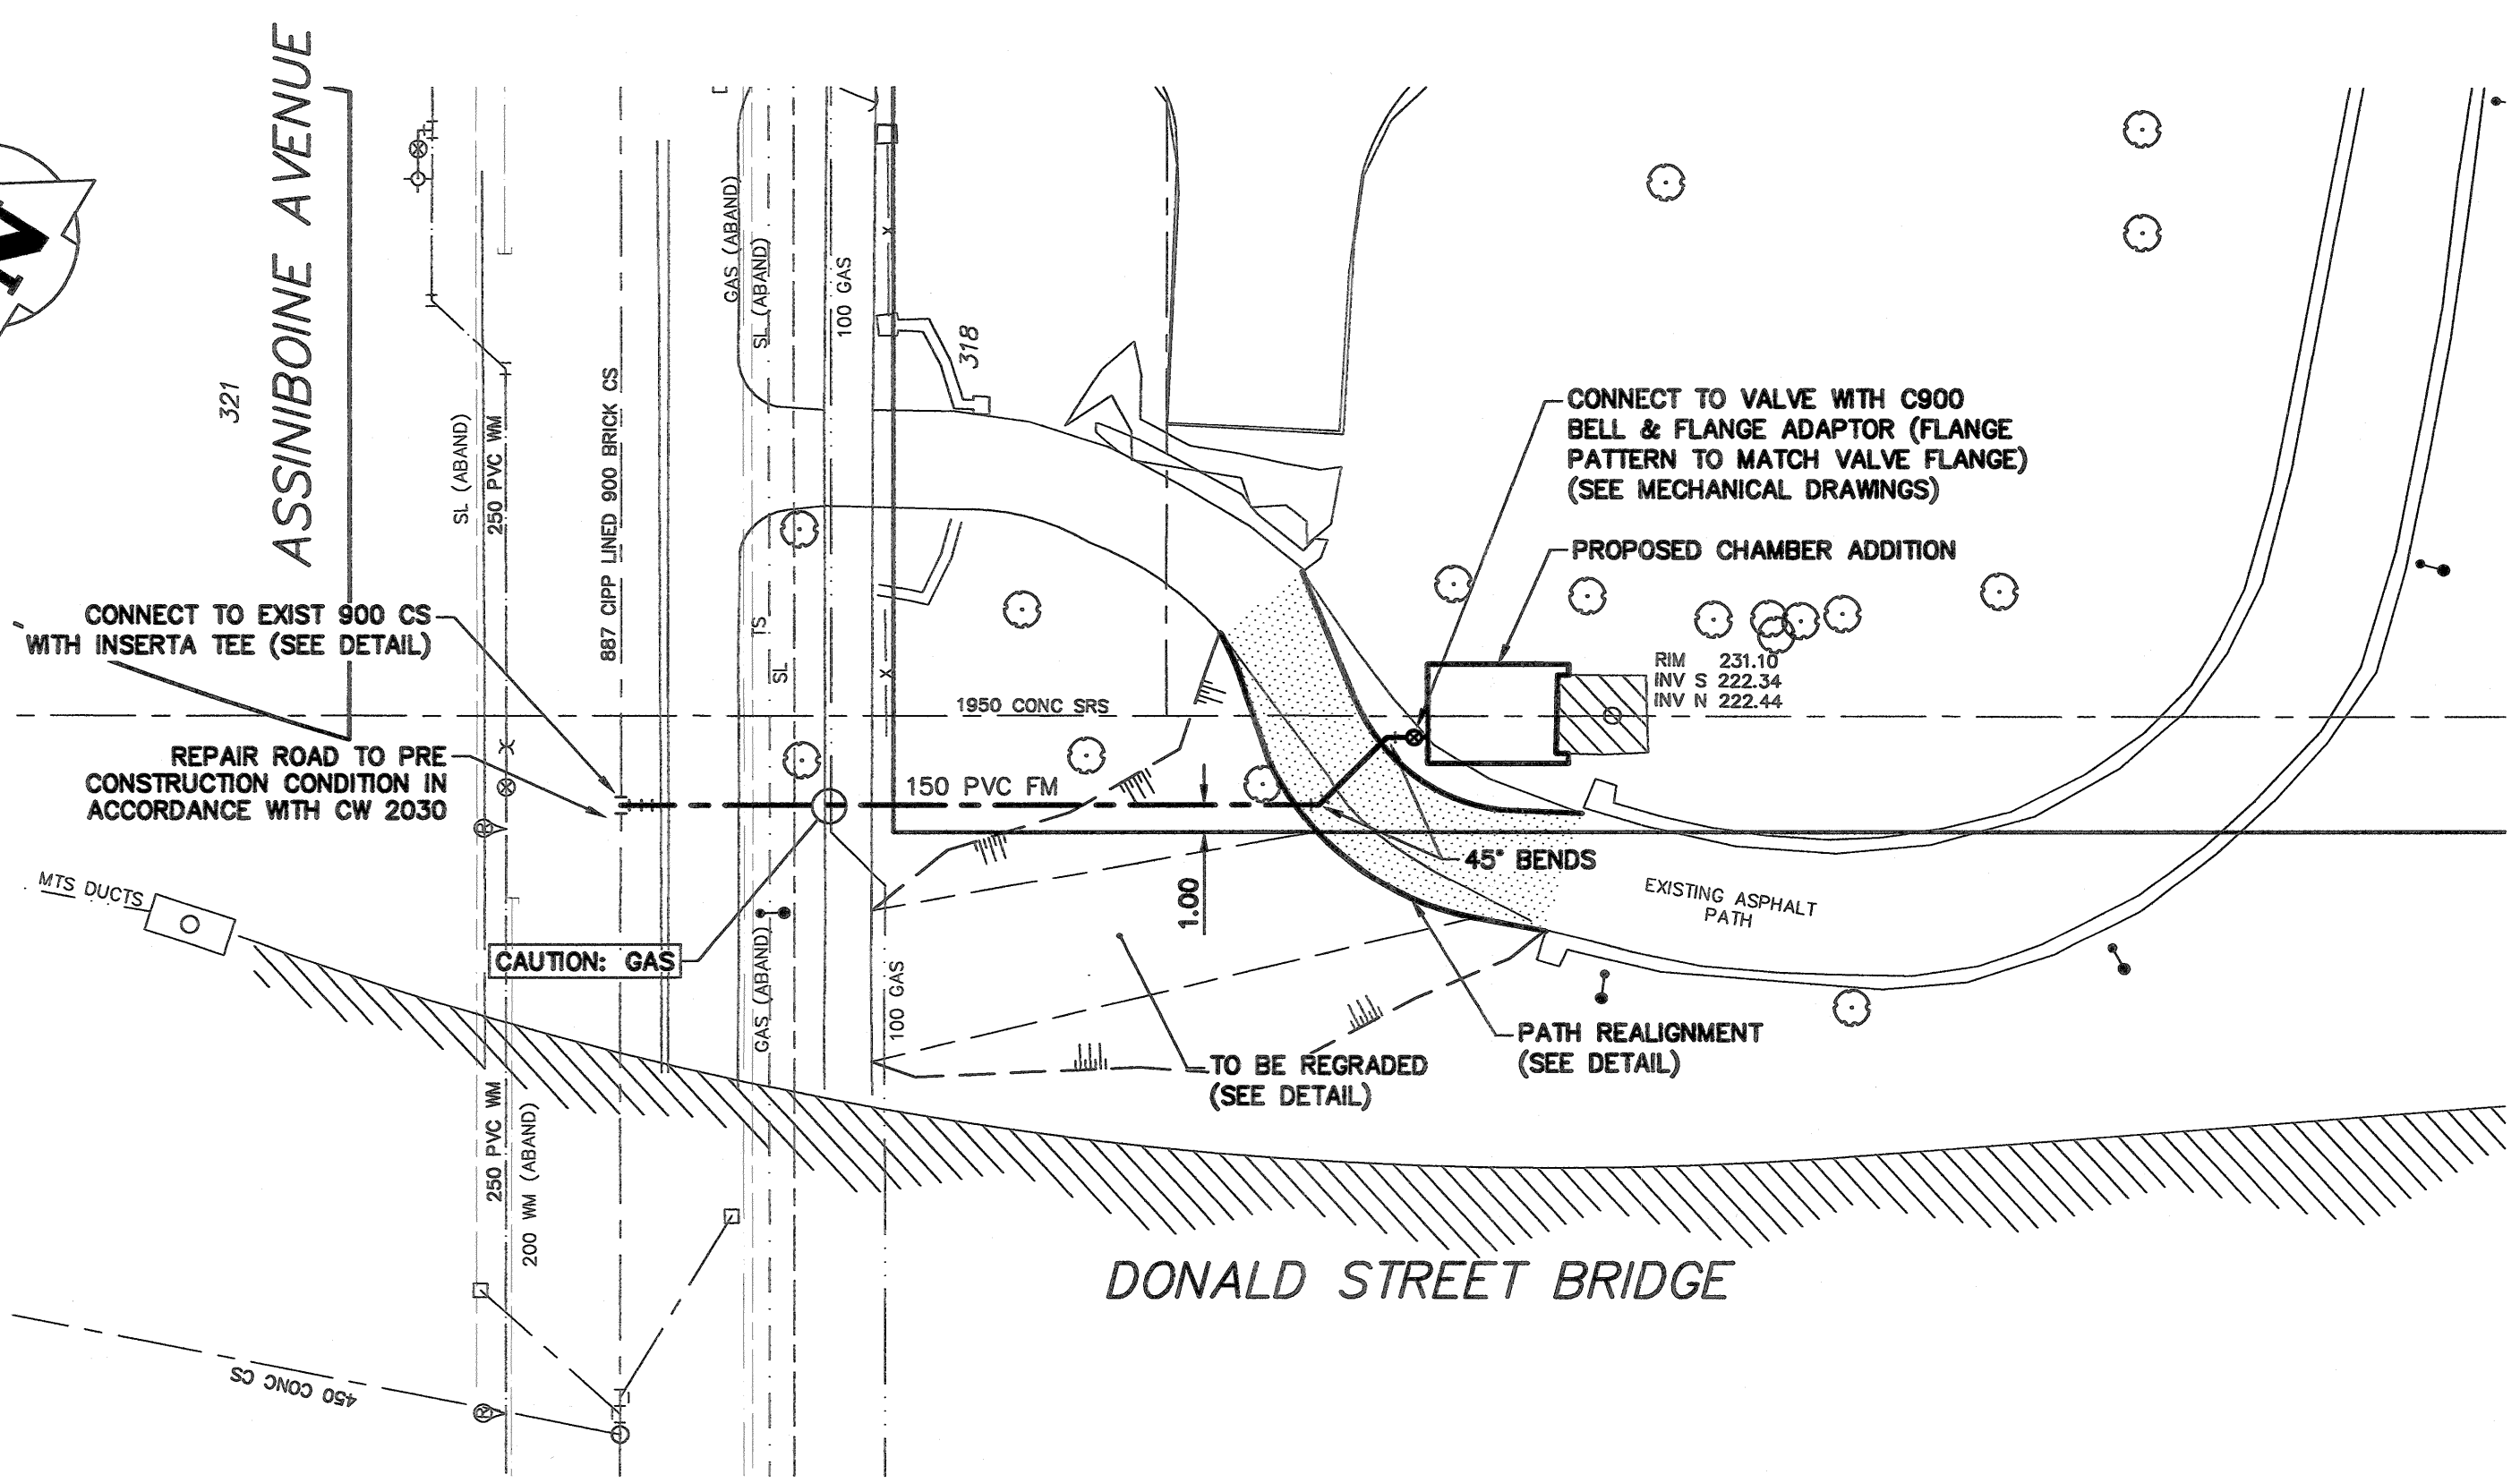 ASSINIBOINE AVENUE
321
N
SL (ABAND)
250 PVC WM
887 CIPP LINED 900 BRICK CS
GAS (ABAND)
SL (ABAND)
100 GAS
318
CONNECT TO VALVE WITH C900
BELL & FLANGE ADAPTOR (FLANGE
PATTERN TO MATCH VALVE FLANGE)
(SEE MECHANICAL DRAWINGS)
PROPOSED CHAMBER ADDITION
CONNECT TO EXIST 900 CS
WITH INSERTA TEE (SEE DETAIL)
TS
SL
RIM 231.10
INV S 222.34
INV N 222.44
1950 CONC SRS
REPAIR ROAD TO PRE
CONSTRUCTION CONDITION IN
ACCORDANCE WITH CW 2030
150 PVC FM
45° BENDS
1.00
EXISTING ASPHALT
PATH
MTS DUCTS
CAUTION: GAS
GAS (ABAND)
100 GAS
PATH REALIGNMENT
(SEE DETAIL)
TO BE REGRADED
(SEE DETAIL)
250 PVC WM
200 WM (ABAND)
DONALD STREET BRIDGE
450 CONC CS